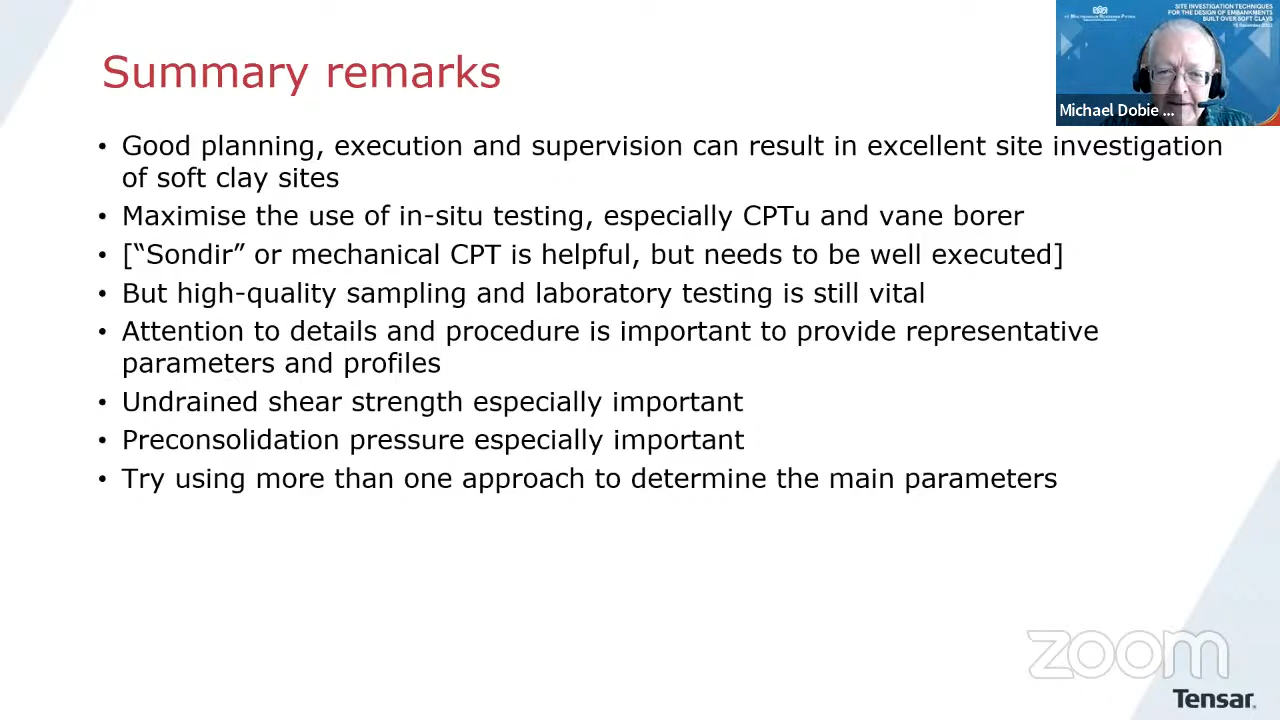 SITE INVESTIGATION TECHNIQUES
FOR THE DESIGN OF EMBANKMENTS
BUILT OVER SOFT CLAYS
Michael Dobie ...
Summary remarks
• Good planning, execution and supervision can result in excellent site investigation
of soft clay sites
• Maximise the use of in-situ testing, especially CPTu and vane borer
• [“Sondir” or mechanical CPT is helpful, but needs to be well executed]
• But high-quality sampling and laboratory testing is still vital
• Attention to details and procedure is important to provide representative
parameters and profiles
• Undrained shear strength especially important
• Preconsolidation pressure especially important
• Try using more than one approach to determine the main parameters
zoom
Tensar